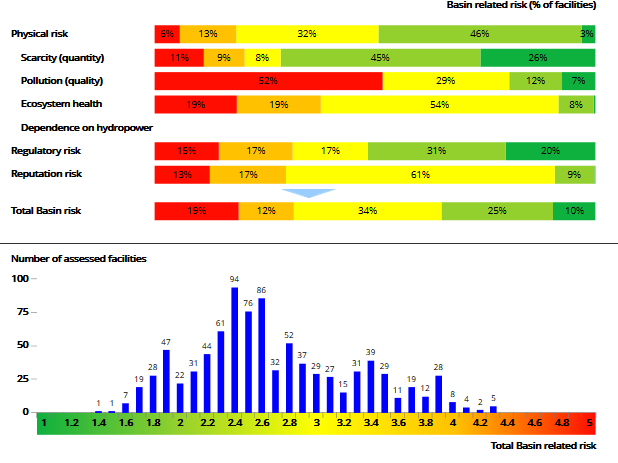 Basin related risk (% of facilities)
Physical risk 6% 13% 32% 46% 3%
Scarcity (quantity) 11% 9% 8% 45% 26%
Pollution (quality) 52% 29% 12% 7%
Ecosystem health 19% 19% 54% 8%
Dependence on hydropower
Regulatory risk 15% 17% 17% 31% 20%
Reputation risk 13% 17% 61% 9%
Total Basin risk 19% 12% 34% 25% 10%
Number of assessed facilities
100
75
50
25
0
1 1 7 19 28 47 22 31 44 61 94 76 86 32 52 37 29 27 15 31 39 29 11 19 12 28 8 4 2 5
1 1.2 1.4 1.6 1.8 2 2.2 2.4 2.6 2.8 3 3.2 3.4 3.6 3.8 4 4.2 4.4 4.6 4.8 5
Total Basin related risk